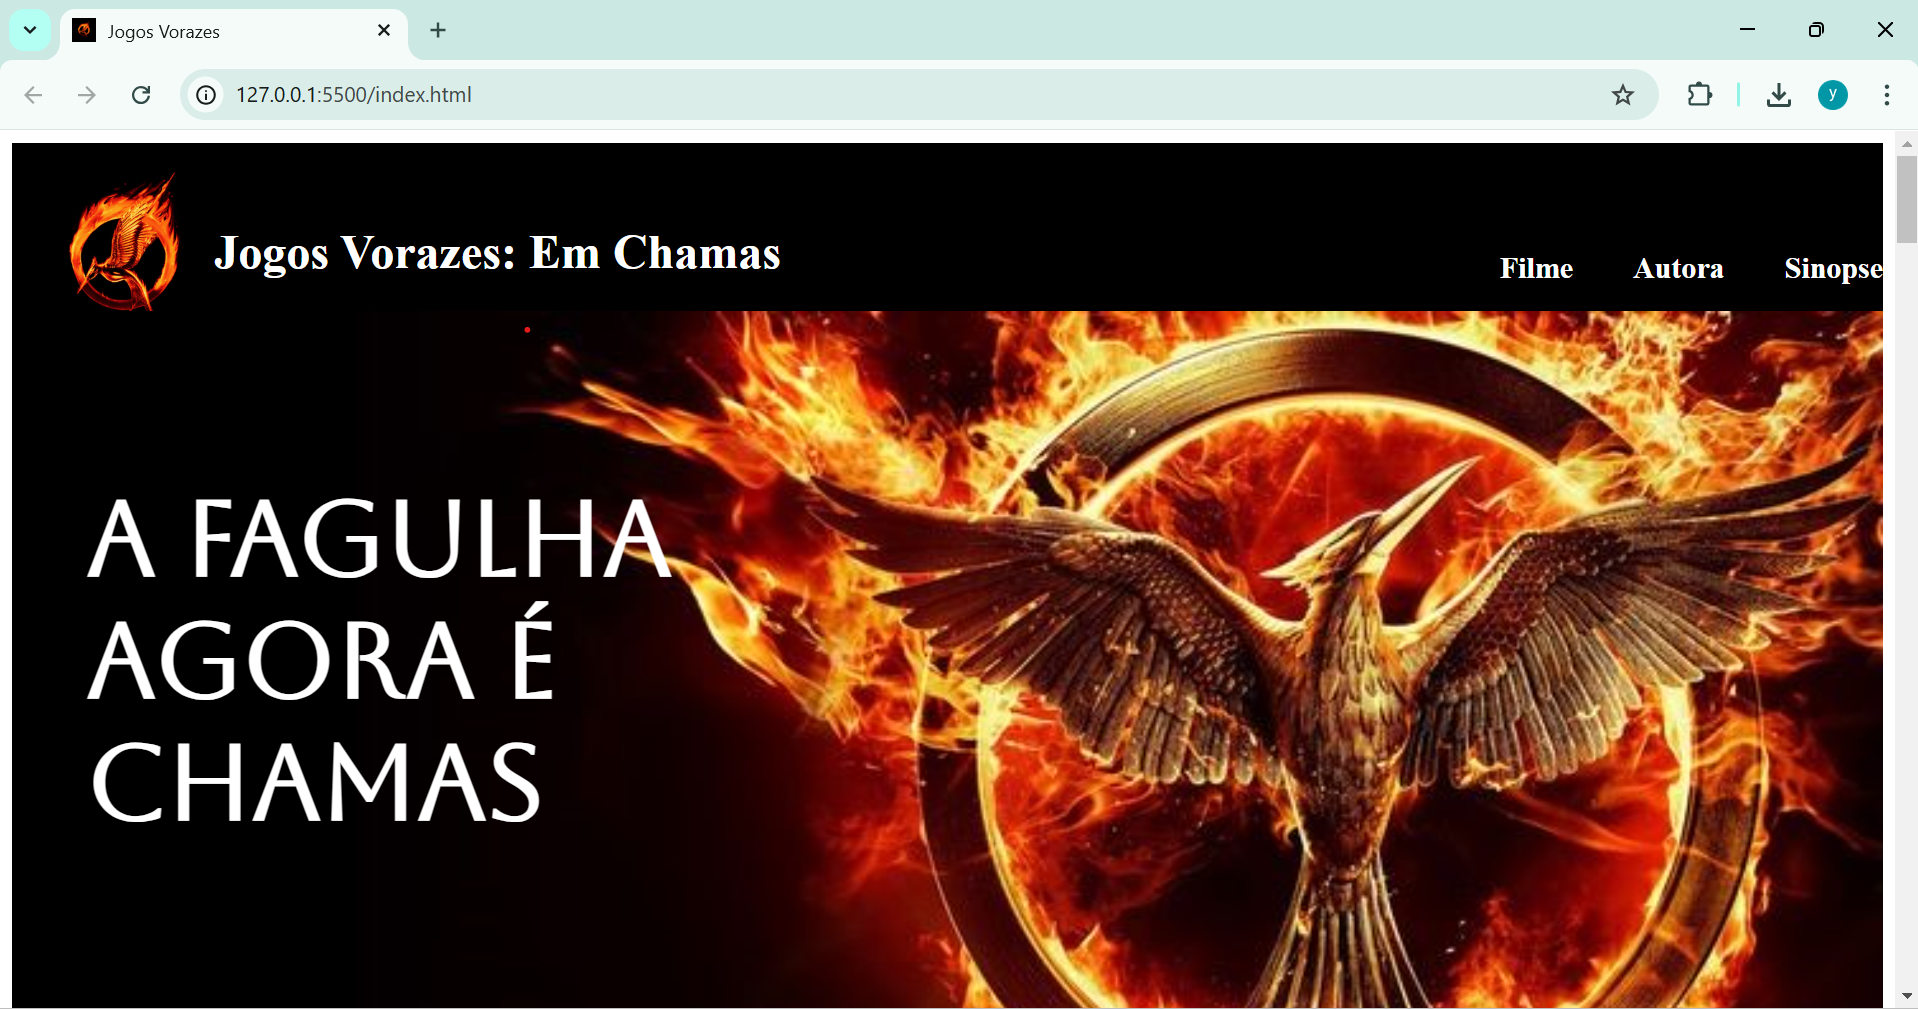 Jogos Vorazes
127.0.0.1:5500/index.html
y
Jogos Vorazes: Em Chamas
Filme Autora Sinopse
A FAGULHA
AGORA É
CHAMAS